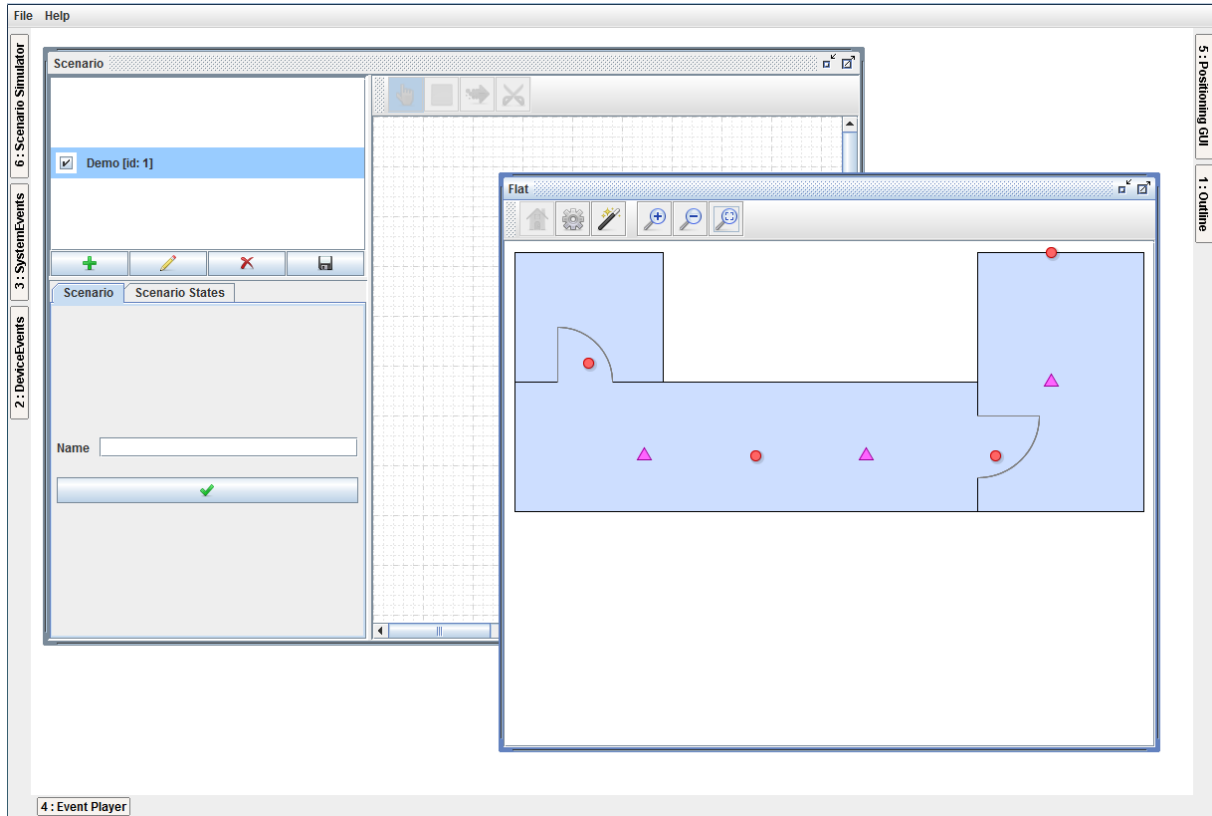 File Help
6 : Scenario Simulator
3 : SystemEvents
2 : DeviceEvents
Scenario
Demo [id: 1]
Scenario Scenario States
Name
Flat
5 : Positioning GUI
1 : Outline
4 : Event Player